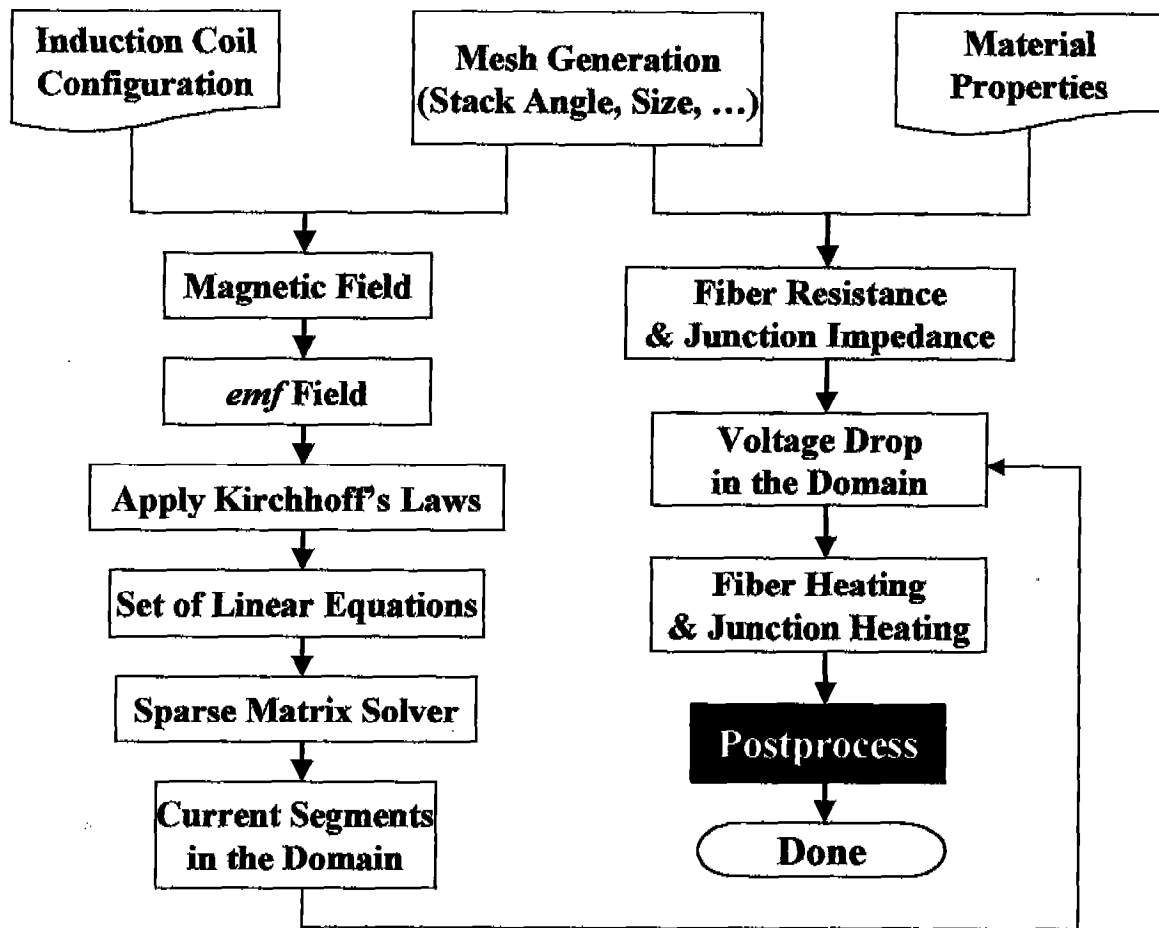 Induction Coil
Configuration
Mesh Generation
(Stack Angle, Size, …)
Material
Properties
Magnetic Field
emf Field
Apply Kirchhoff's Laws
Set of Linear Equations
Sparse Matrix Solver
Current Segments
in the Domain
Fiber Resistance
& Junction Impedance
Voltage Drop
in the Domain
Fiber Heating
& Junction Heating
Postprocess
Done